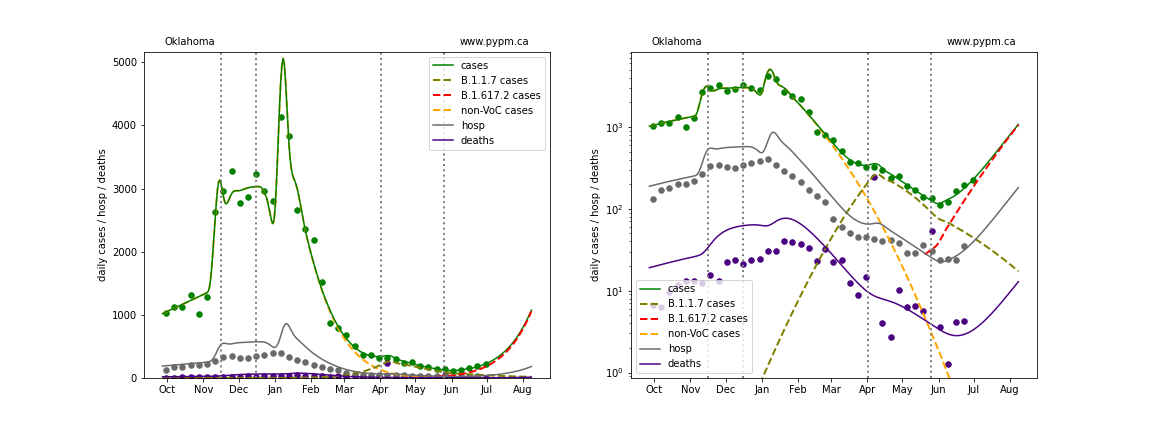 Oklahoma
www.pypm.ca
daily cases / hosp / deaths
5000
4000
3000
2000
1000
0
cases
B.1.1.7 cases
B.1.617.2 cases
non-VoC cases
hosp
deaths
Oct Nov Dec Jan Feb Mar Apr May Jun Jul Aug
Oklahoma
www.pypm.ca
daily cases / hosp / deaths
10³
10²
10¹
10⁰
cases
B.1.1.7 cases
B.1.617.2 cases
non-VoC cases
hosp
deaths
Oct Nov Dec Jan Feb Mar Apr May Jun Jul Aug